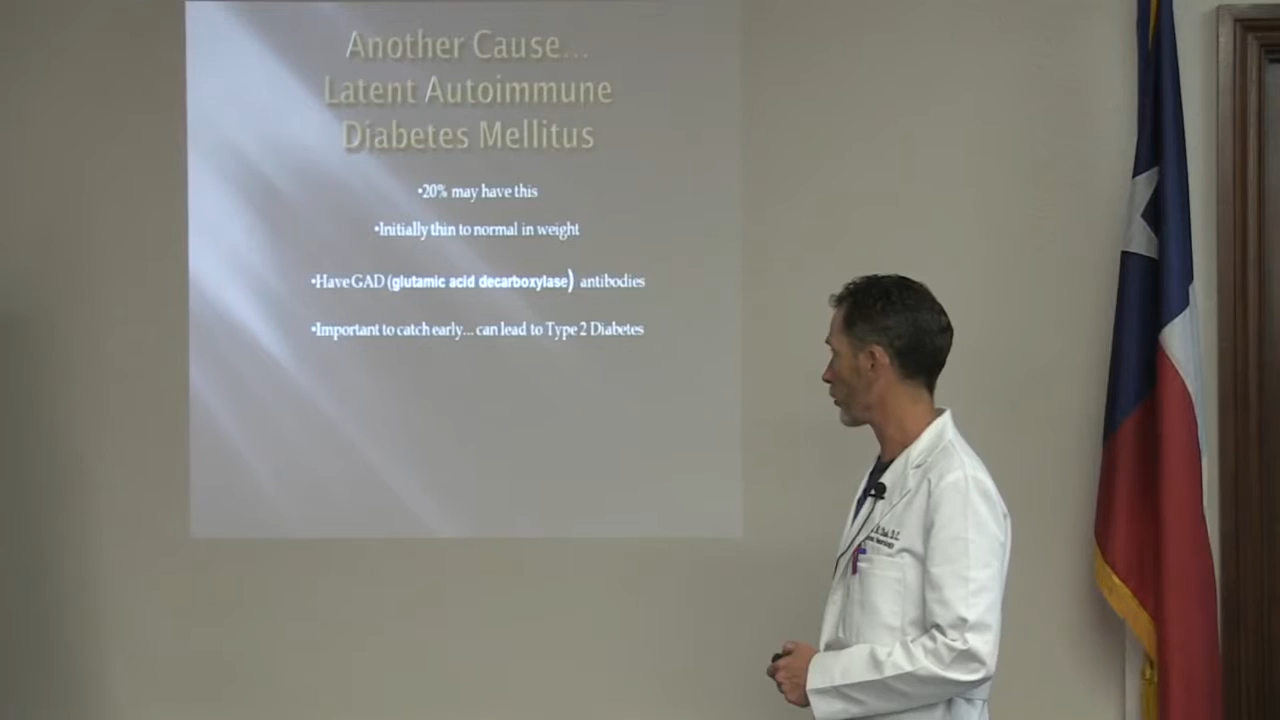 Another Cause...
Latent Autoimmune
Diabetes Mellitus
•20% may have this
•Initially thin to normal in weight
•Have GAD (glutamic acid decarboxylase) antibodies
•Important to catch early... can lead to Type 2 Diabetes
D.C.